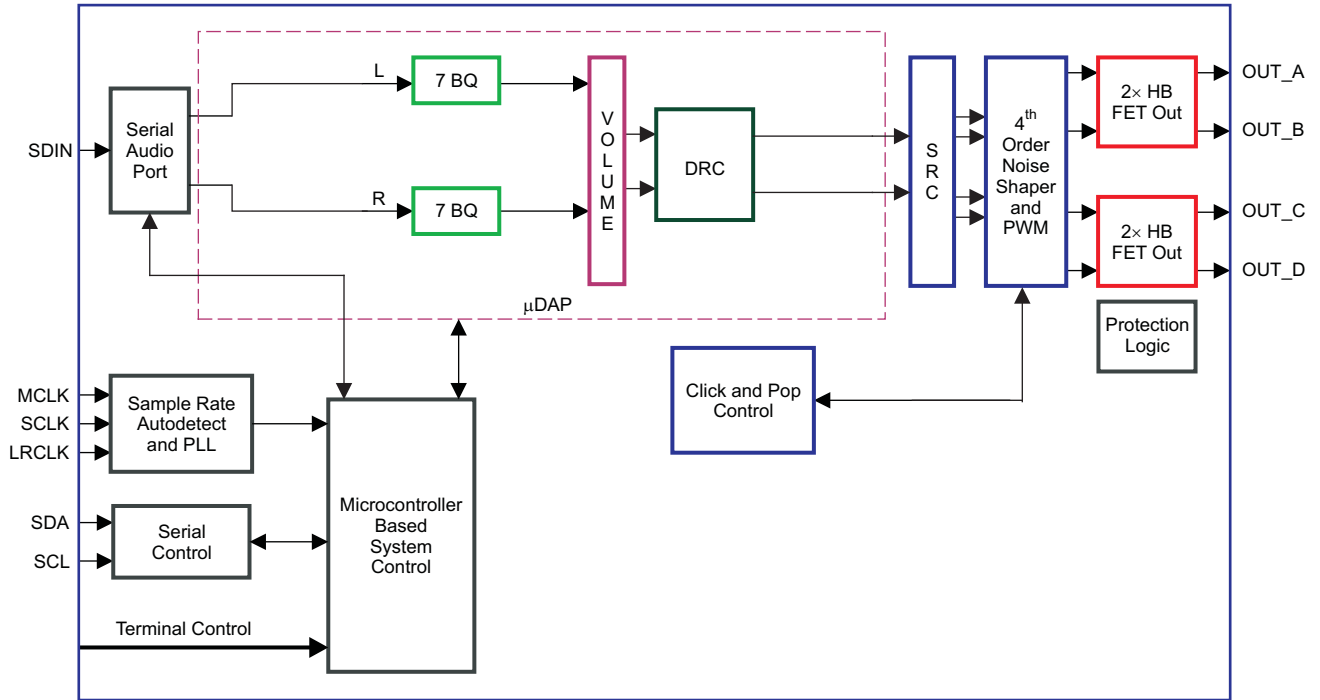 SDIN
Serial
Audio
Port
L
7 BQ
R
7 BQ
V
O
L
U
M
E
DRC
μDAP
S
R
C
4th
Order
Noise
Shaper
and
PWM
2× HB
FET Out
2× HB
FET Out
OUT_A
OUT_B
OUT_C
OUT_D
Protection
Logic
Click and Pop
Control
MCLK
SCLK
LRCLK
Sample Rate
Autodetect
and PLL
SDA
SCL
Serial
Control
Microcontroller
Based
System
Control
Terminal Control